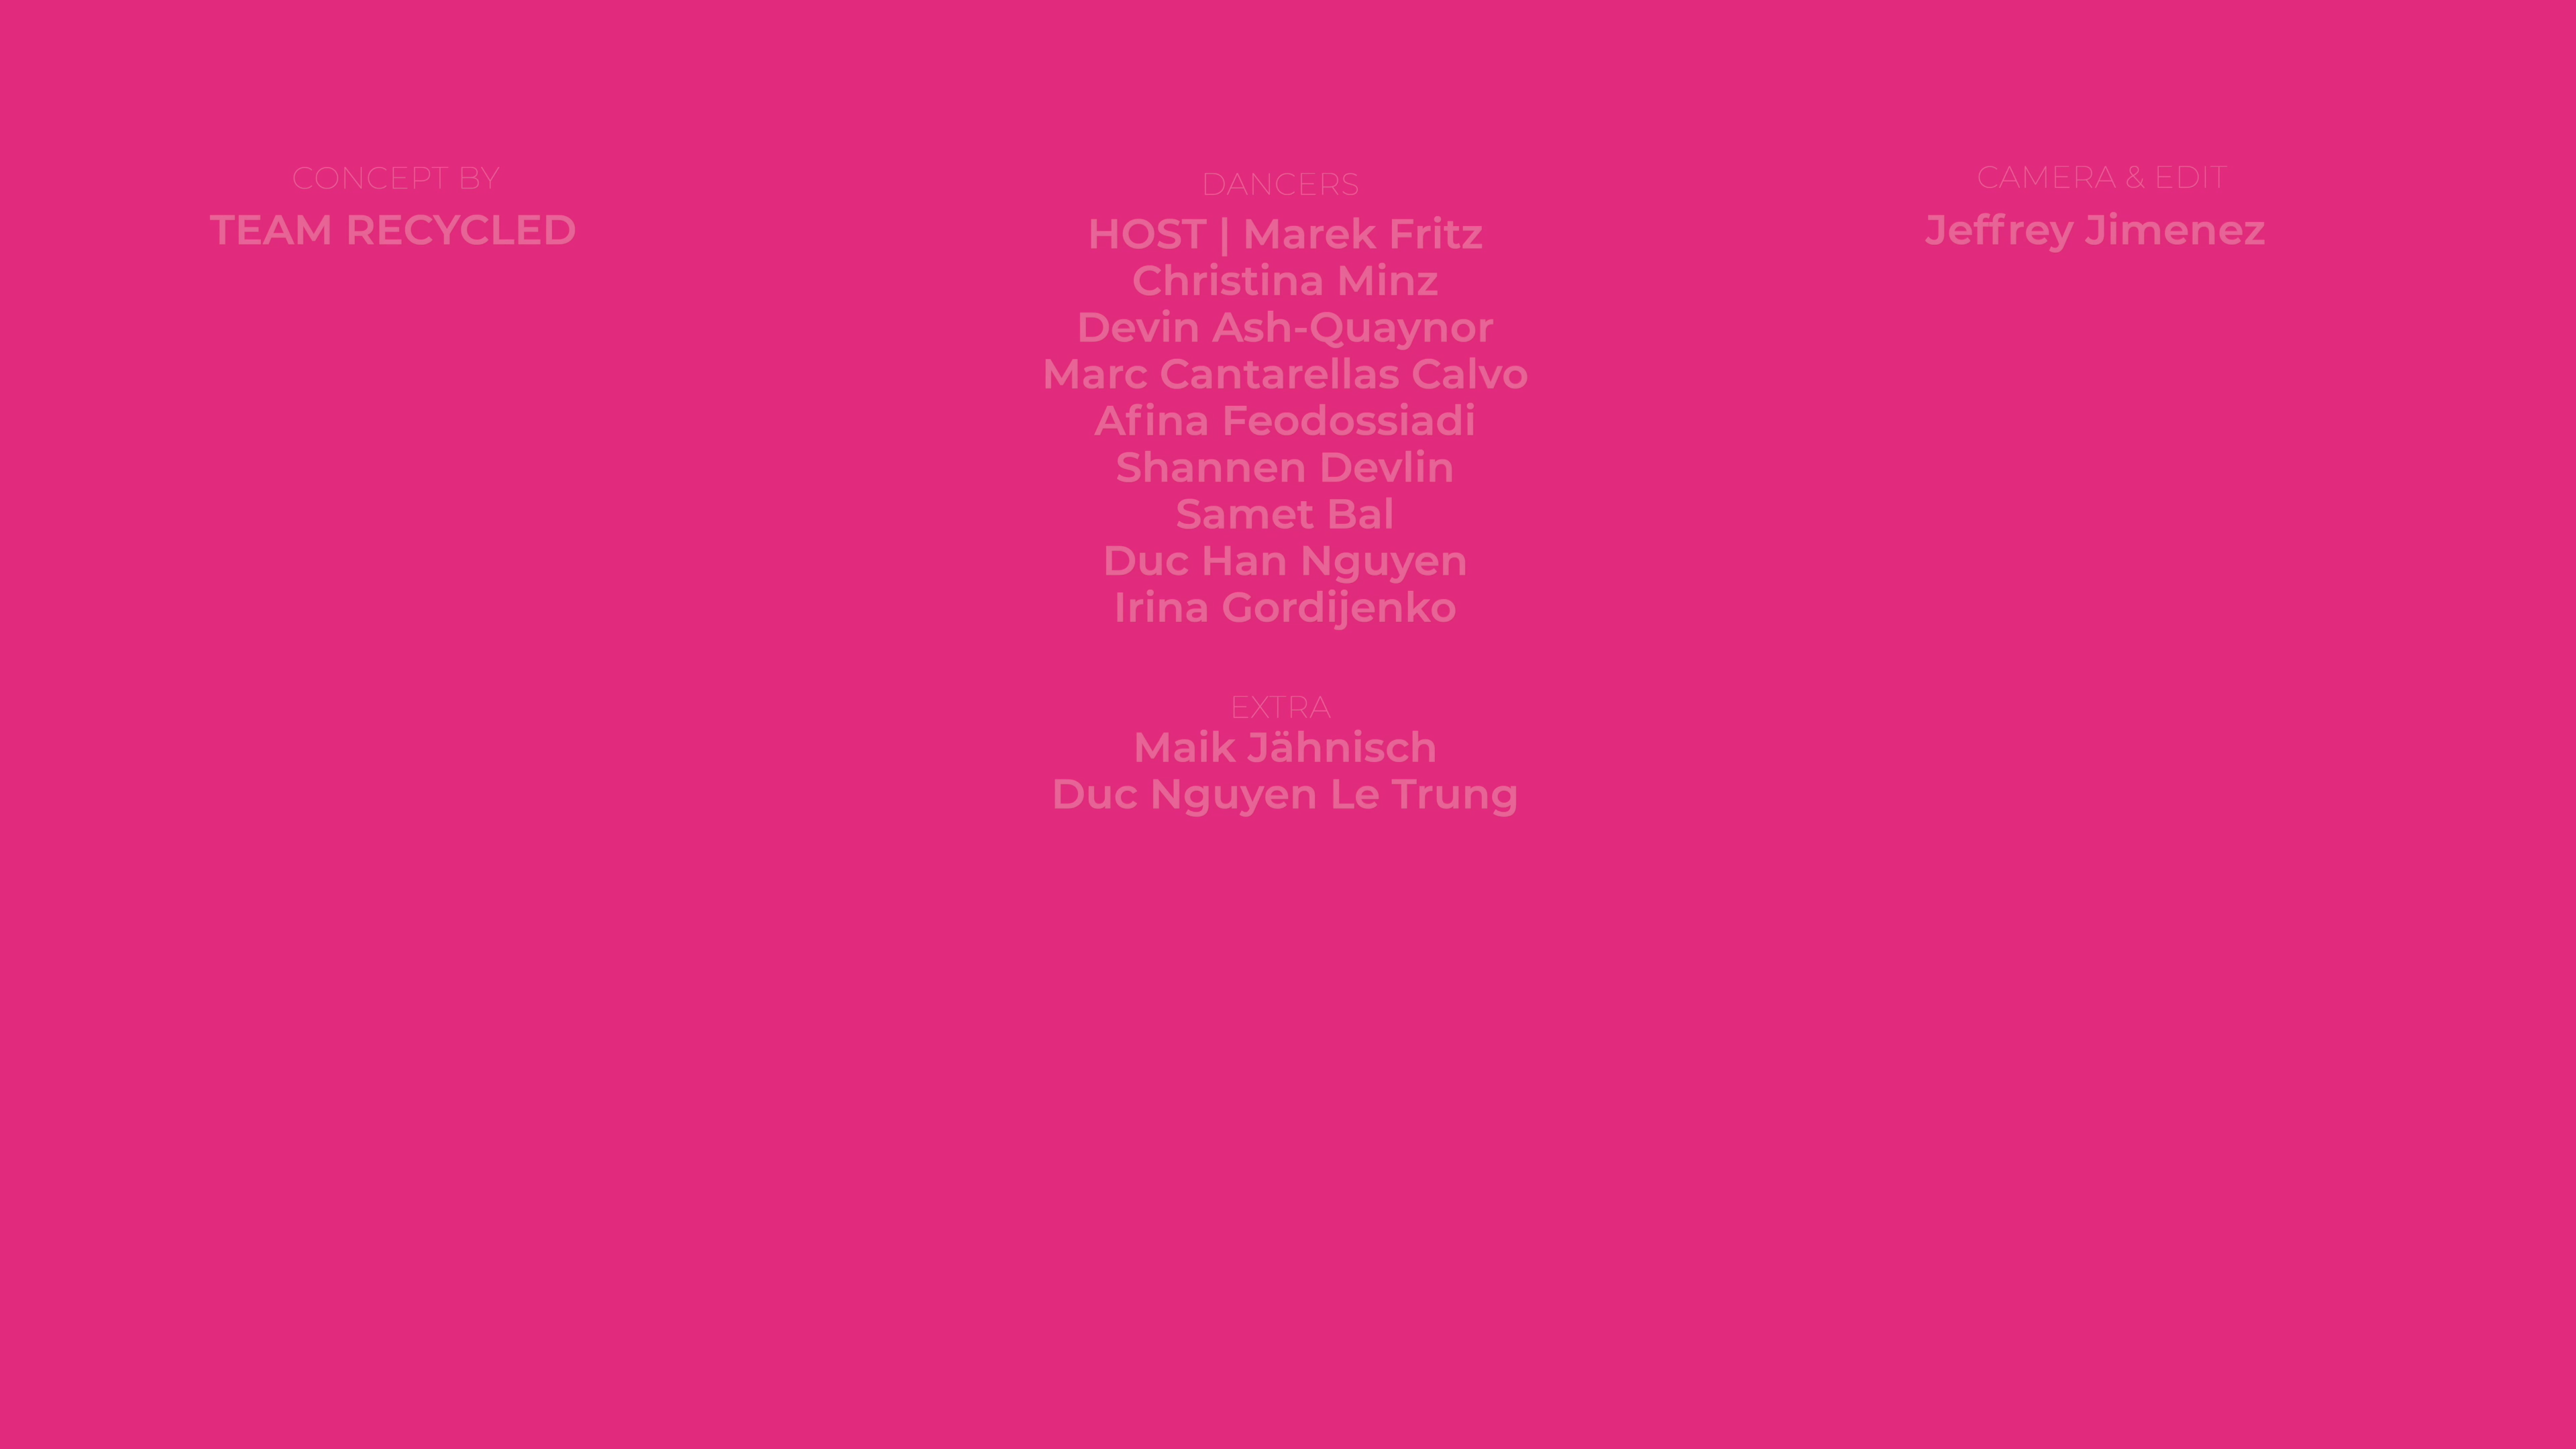 CONCEPT BY
TEAM RECYCLED
DANCERS
HOST | Marek Fritz
Christina Minz
Devin Ash-Quaynor
Marc Cantarellas Calvo
Afina Feodossiadi
Shannen Devlin
Samet Bal
Duc Han Nguyen
Irina Gordijenko
EXTRA
Maik Jähnisch
Duc Nguyen Le Trung
CAMERA & EDIT
Jeffrey Jimenez